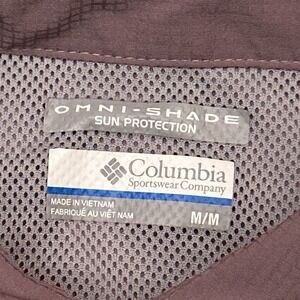 OMNI-SHADE
SUN PROTECTION
Columbia
Sportswear Company
MADE IN VIETNAM
FABRIQUÉ AU VIÊT NAM
M/M